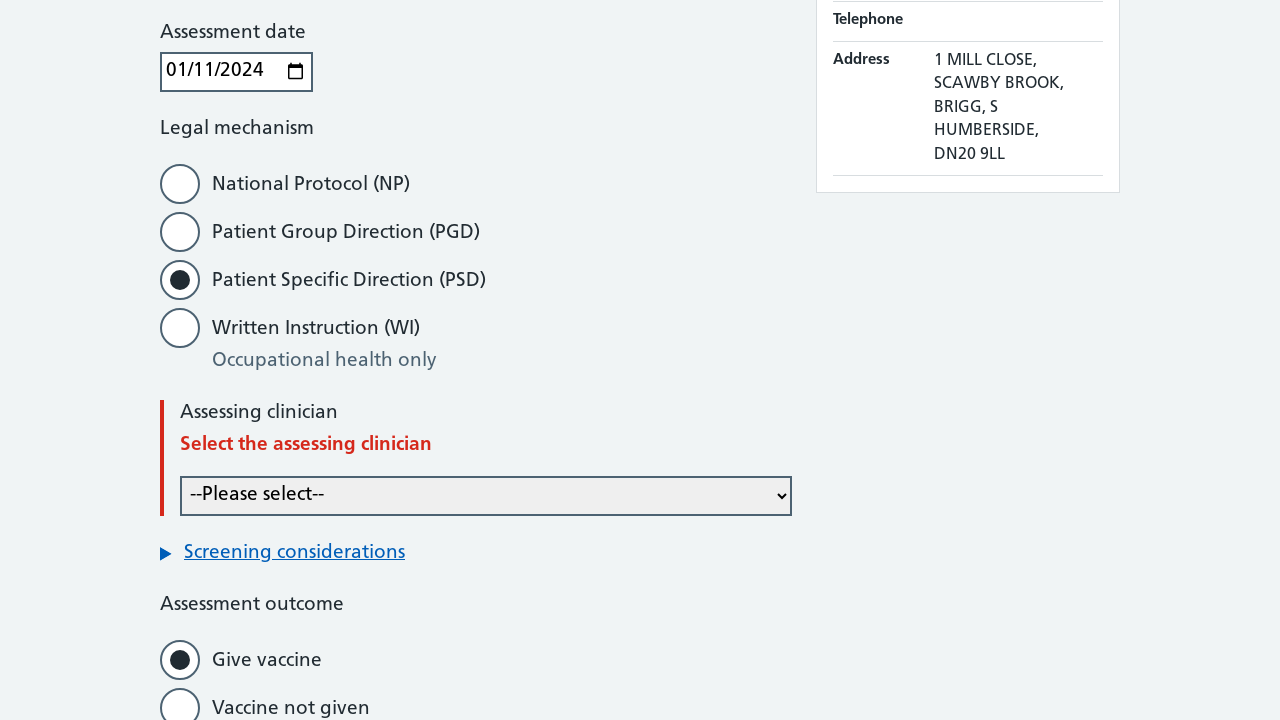 Assessment date
01/11/2024
Legal mechanism
National Protocol (NP)
Patient Group Direction (PGD)
Patient Specific Direction (PSD)
Written Instruction (WI)
Occupational health only
Assessing clinician
Select the assessing clinician
--Please select--
Screening considerations
Assessment outcome
Give vaccine
Vaccine not given
Telephone
Address
1 MILL CLOSE,
SCAWBY BROOK,
BRIGG, S
HUMBERSIDE,
DN20 9LL